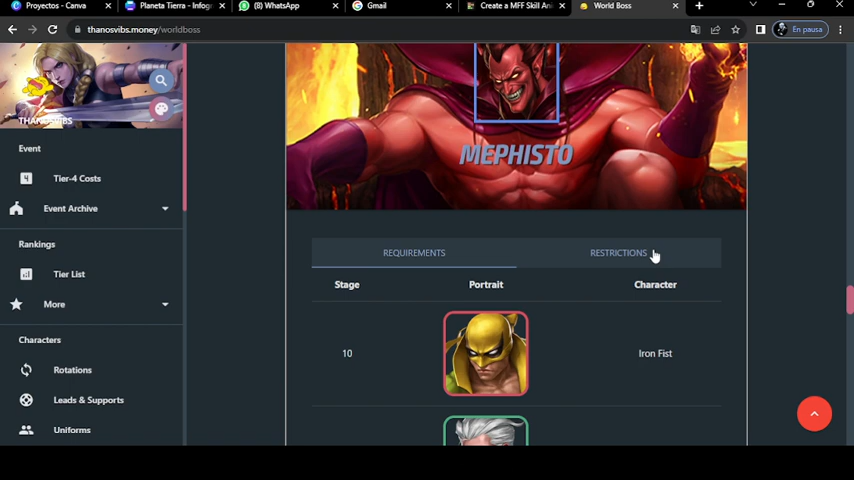 Proyectos - Canva
Planeta Tierra - Infogr
(8) WhatsApp
Gmail
Create a MFF Skill Ani
World Boss
thanosvibs.money/worldboss
En pausa
THANOSVIBS
Event
4 Tier-4 Costs
Event Archive
Rankings
Tier List
More
Characters
Rotations
Leads & Supports
Uniforms
MEPHISTO
REQUIREMENTS
RESTRICTIONS
Stage
Portrait
Character
10
Iron Fist